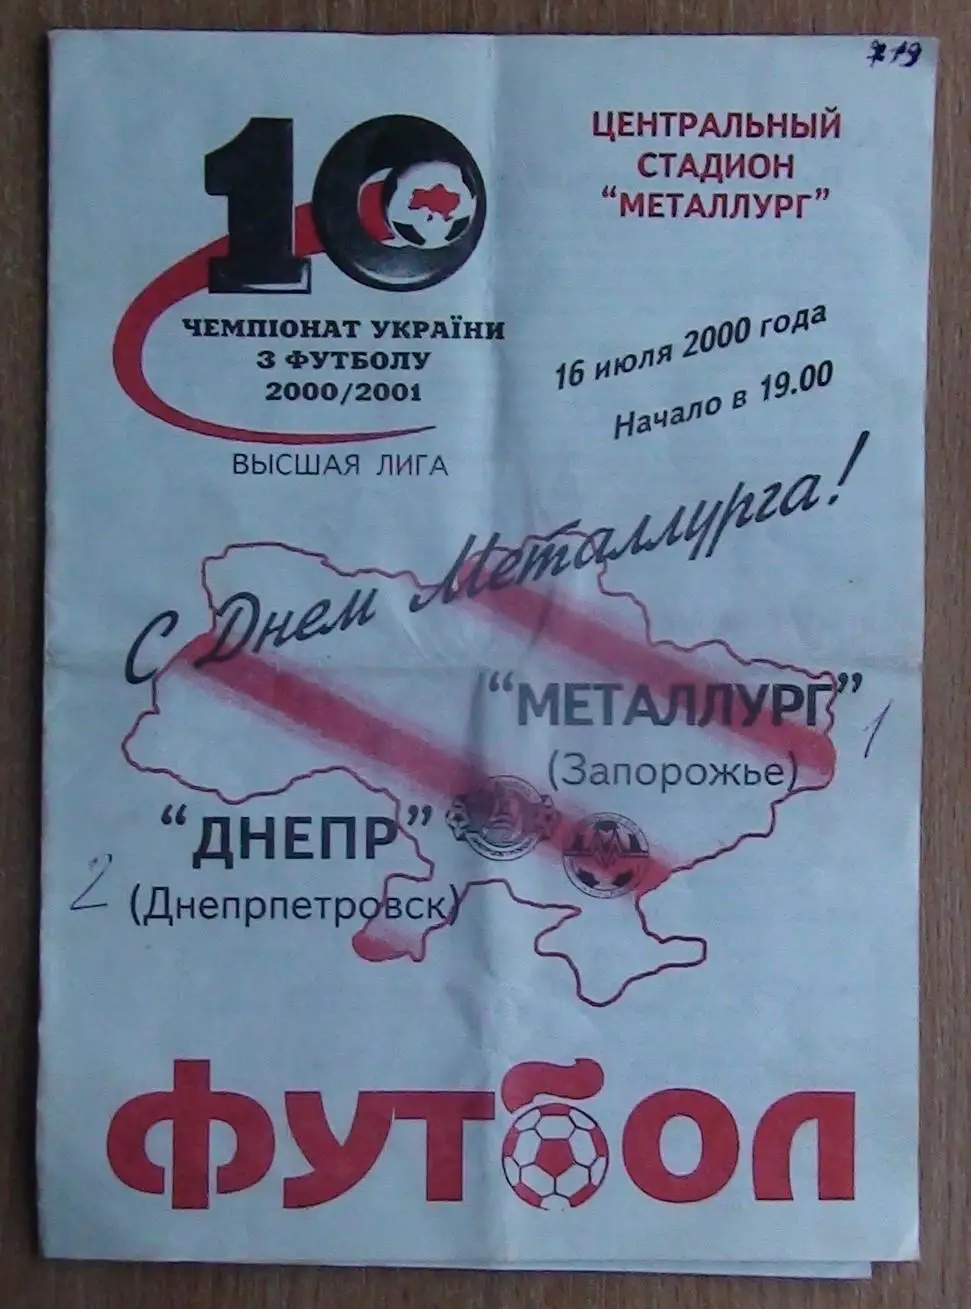 719
10
ЧЕМПІОНАТ УКРАЇНИ
З ФУТБОЛУ
2000/2001
ВЫСШАЯ ЛИГА
ЦЕНТРАЛЬНЫЙ
СТАДИОН
“МЕТАЛЛУРГ”
16 июля 2000 года
Начало в 19.00
С Днем Металлурга!
“МЕТАЛЛУРГ” 1
(Запорожье)
“ДНЕПР”
2 (Днепрпетровск)
ФУТБОЛ